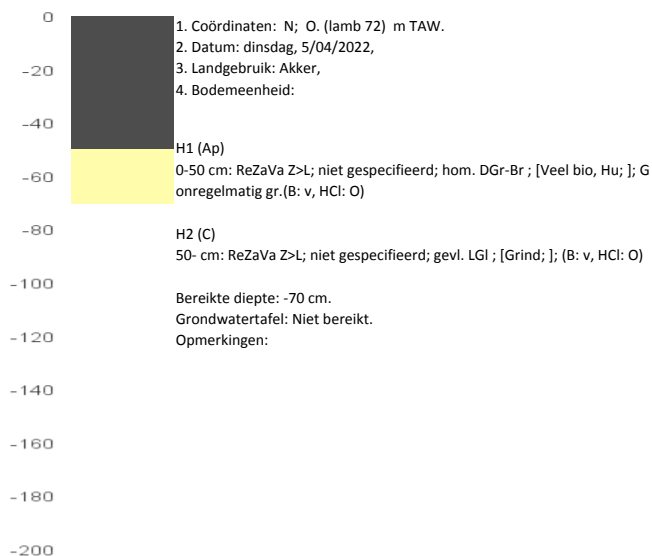 0
-20
-40
-60
-80
-100
-120
-140
-160
-180
-200
1. Coördinaten: N; O. (lamb 72) m TAW.
2. Datum: dinsdag, 5/04/2022,
3. Landgebruik: Akker,
4. Bodemeenheid:
H1 (Ap)
0-50 cm: ReZaVa Z>L; niet gespecifieerd; hom. DGr-Br ; [Veel bio, Hu; ]; G
onregelmatig gr.(B: v, HCl: O)
H2 (C)
50- cm: ReZaVa Z>L; niet gespecifieerd; gevl. LGl ; [Grind; ]; (B: v, HCl: O)
Bereikte diepte: -70 cm.
Grondwatertafel: Niet bereikt.
Opmerkingen: